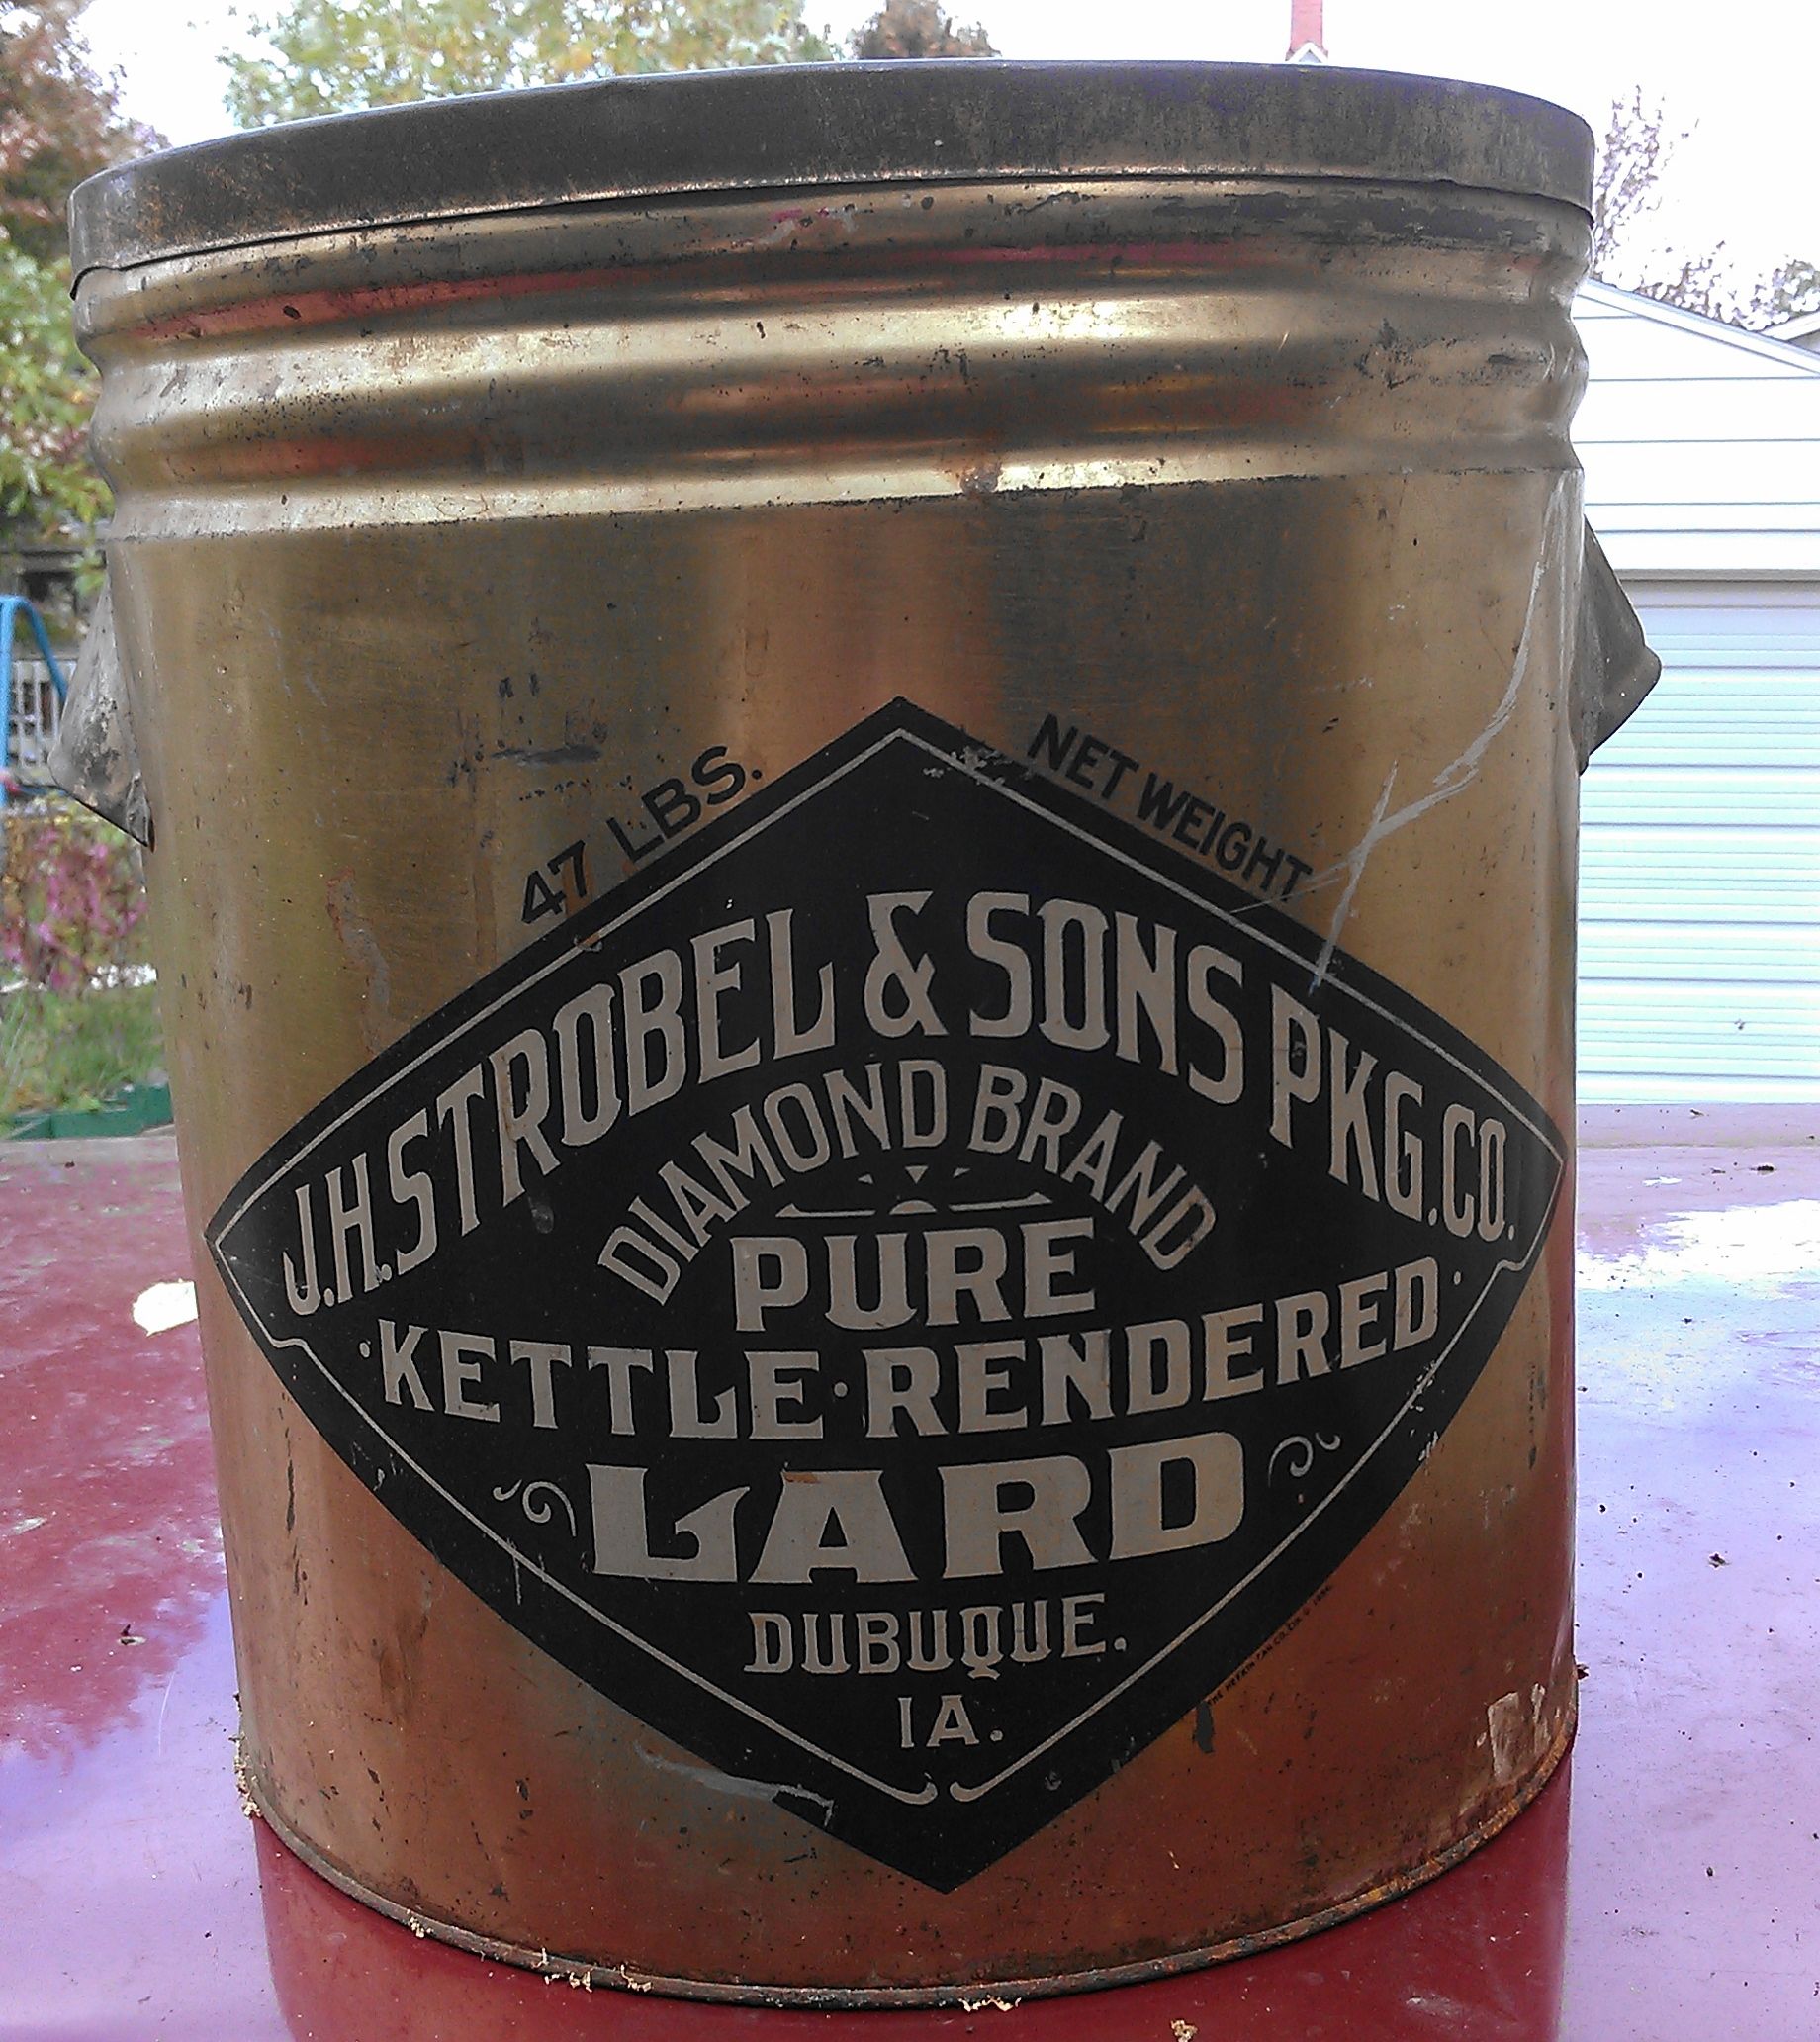 47 LBS. NET WEIGHT
J.H. STROBEL & SONS PKG. CO.
DIAMOND BRAND
PURE
·KETTLE·RENDERED·
LARD
DUBUQUE.
IA.